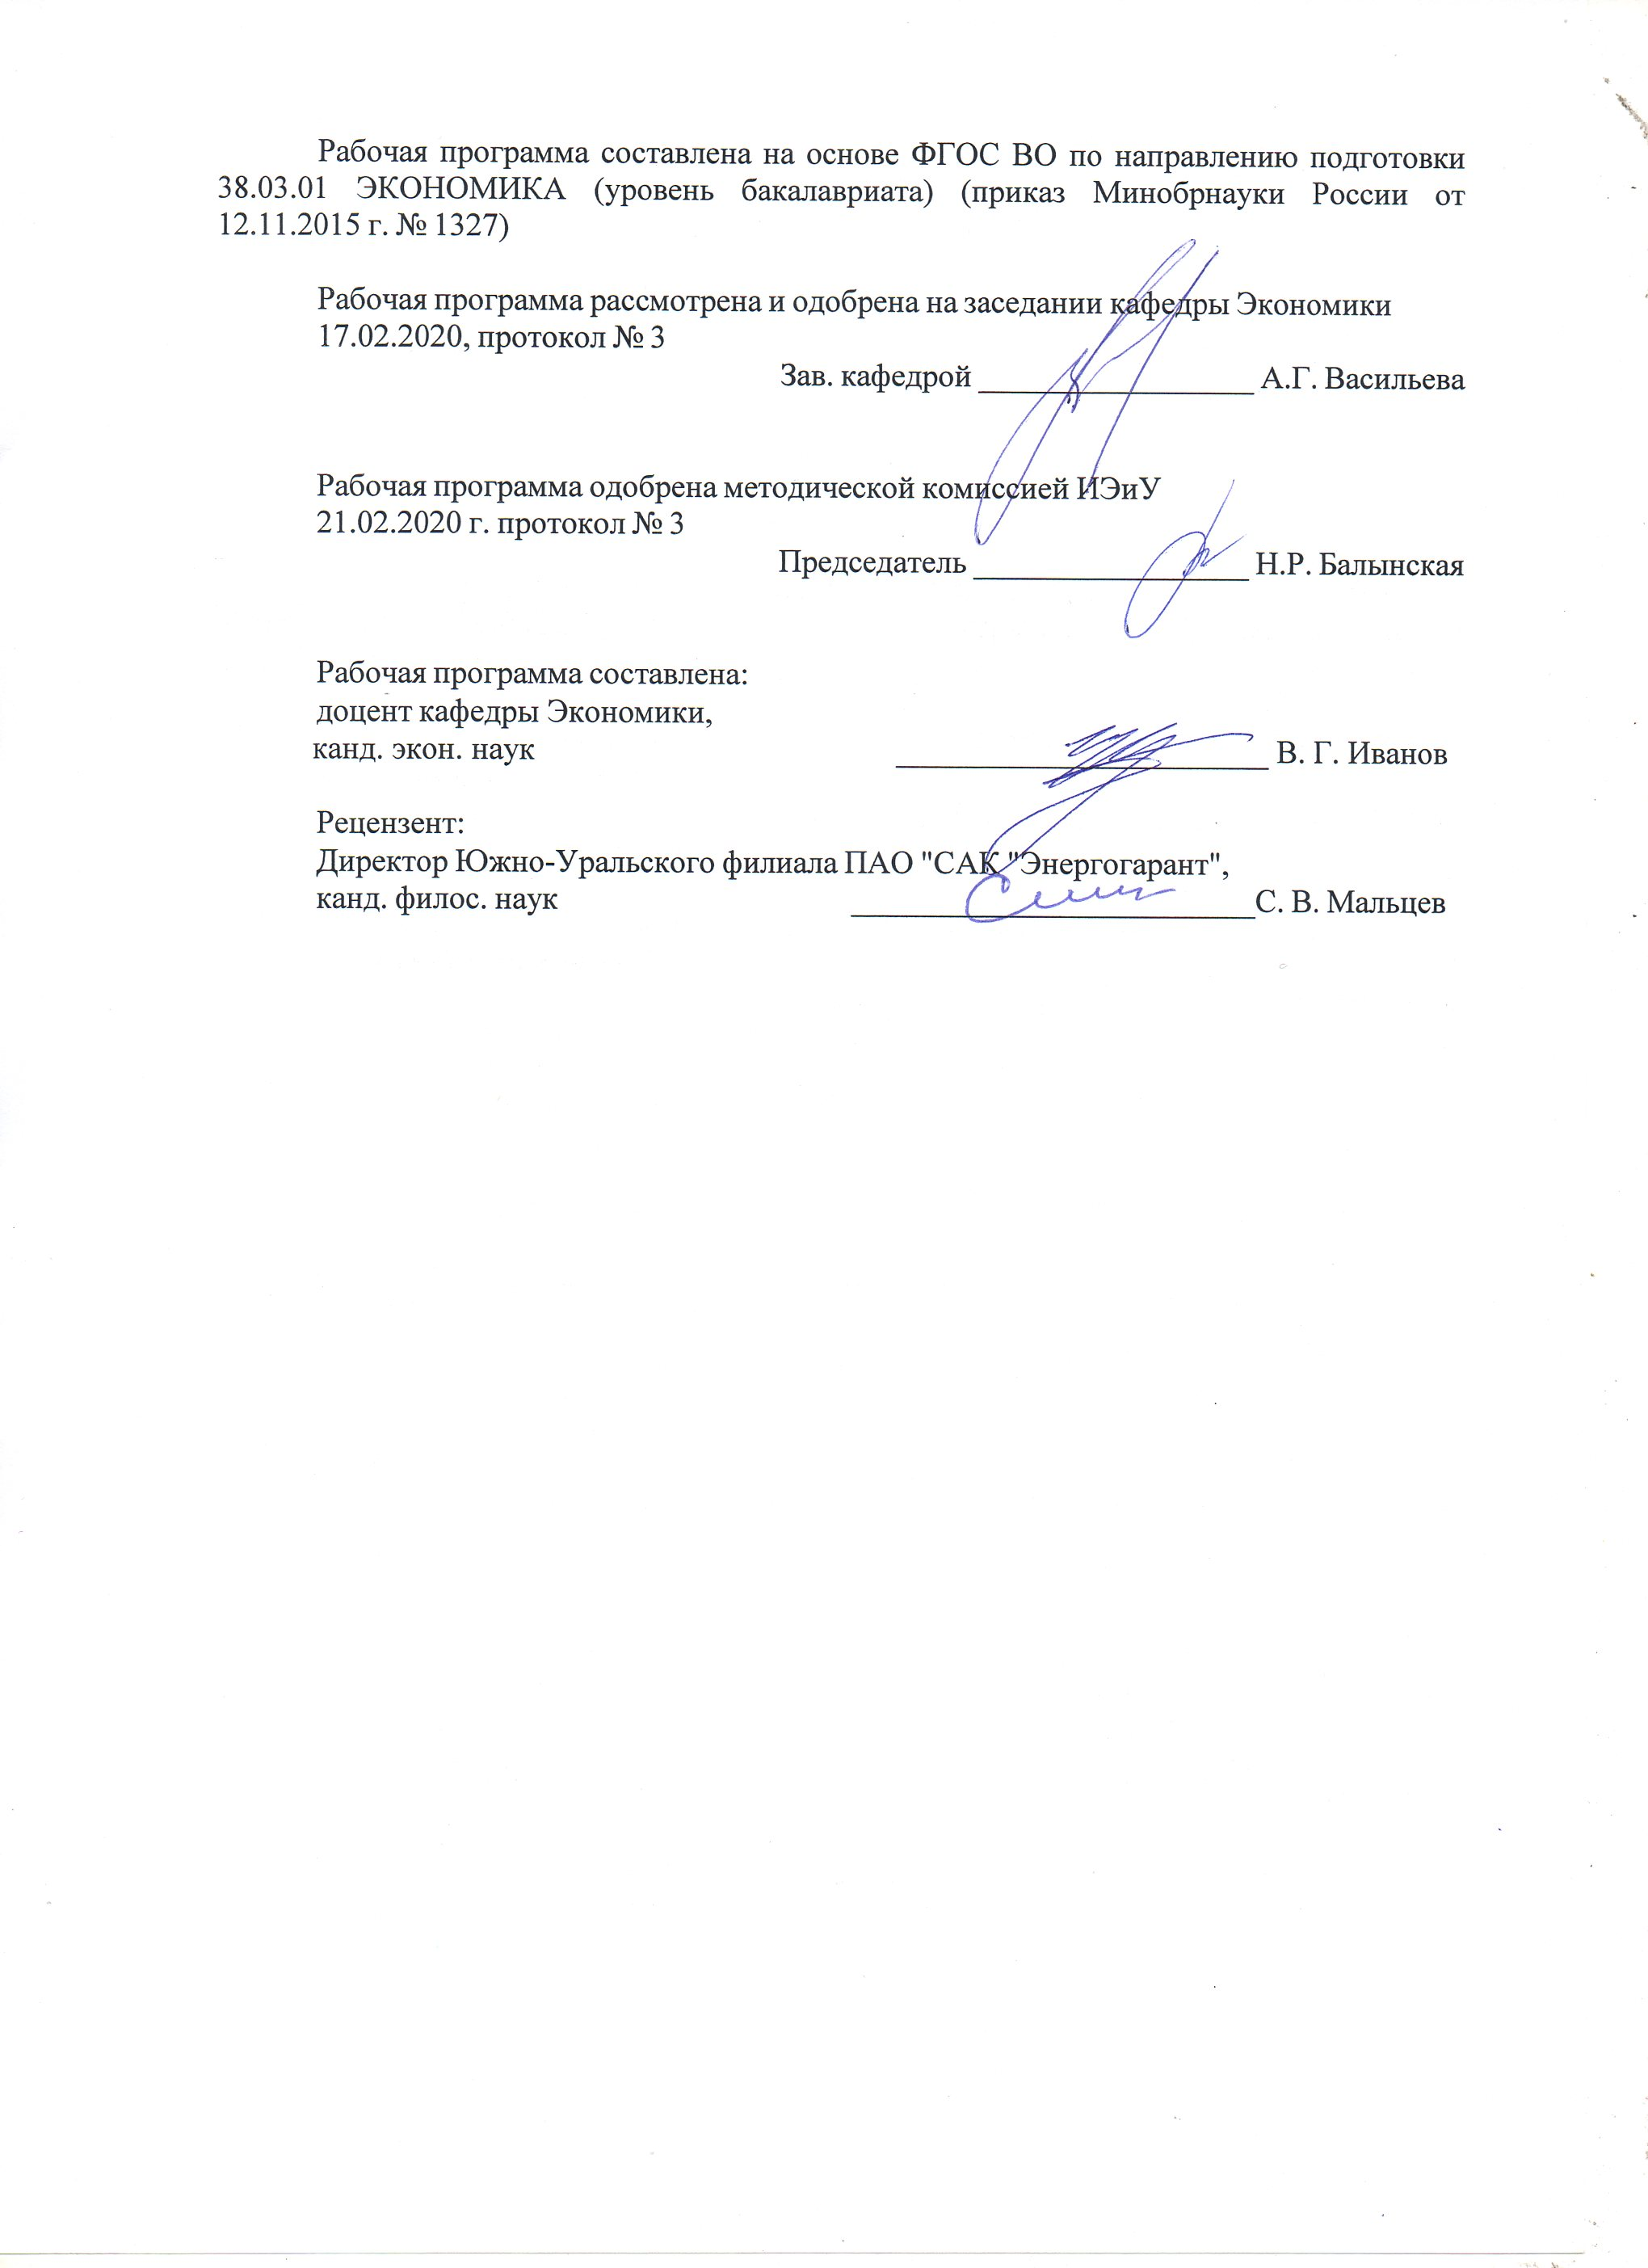 Рабочая программа составлена на основе ФГОС ВО по направлению подготовки
38.03.01 ЭКОНОМИКА (уровень бакалавриата) (приказ Минобрнауки России от
12.11.2015 г. № 1327)
Рабочая программа рассмотрена и одобрена на заседании кафедры Экономики
17.02.2020, протокол № 3
Зав. кафедрой _________________ А.Г. Васильева
Рабочая программа одобрена методической комиссией ИЭиУ
21.02.2020 г. протокол № 3
Председатель _________________ Н.Р. Балынская
Рабочая программа составлена:
доцент кафедры Экономики,
канд. экон. наук _______________________ В. Г. Иванов
Рецензент:
Директор Южно-Уральского филиала ПАО "САК "Энергогарант",
канд. филос. наук _________________________С. В. Мальцев